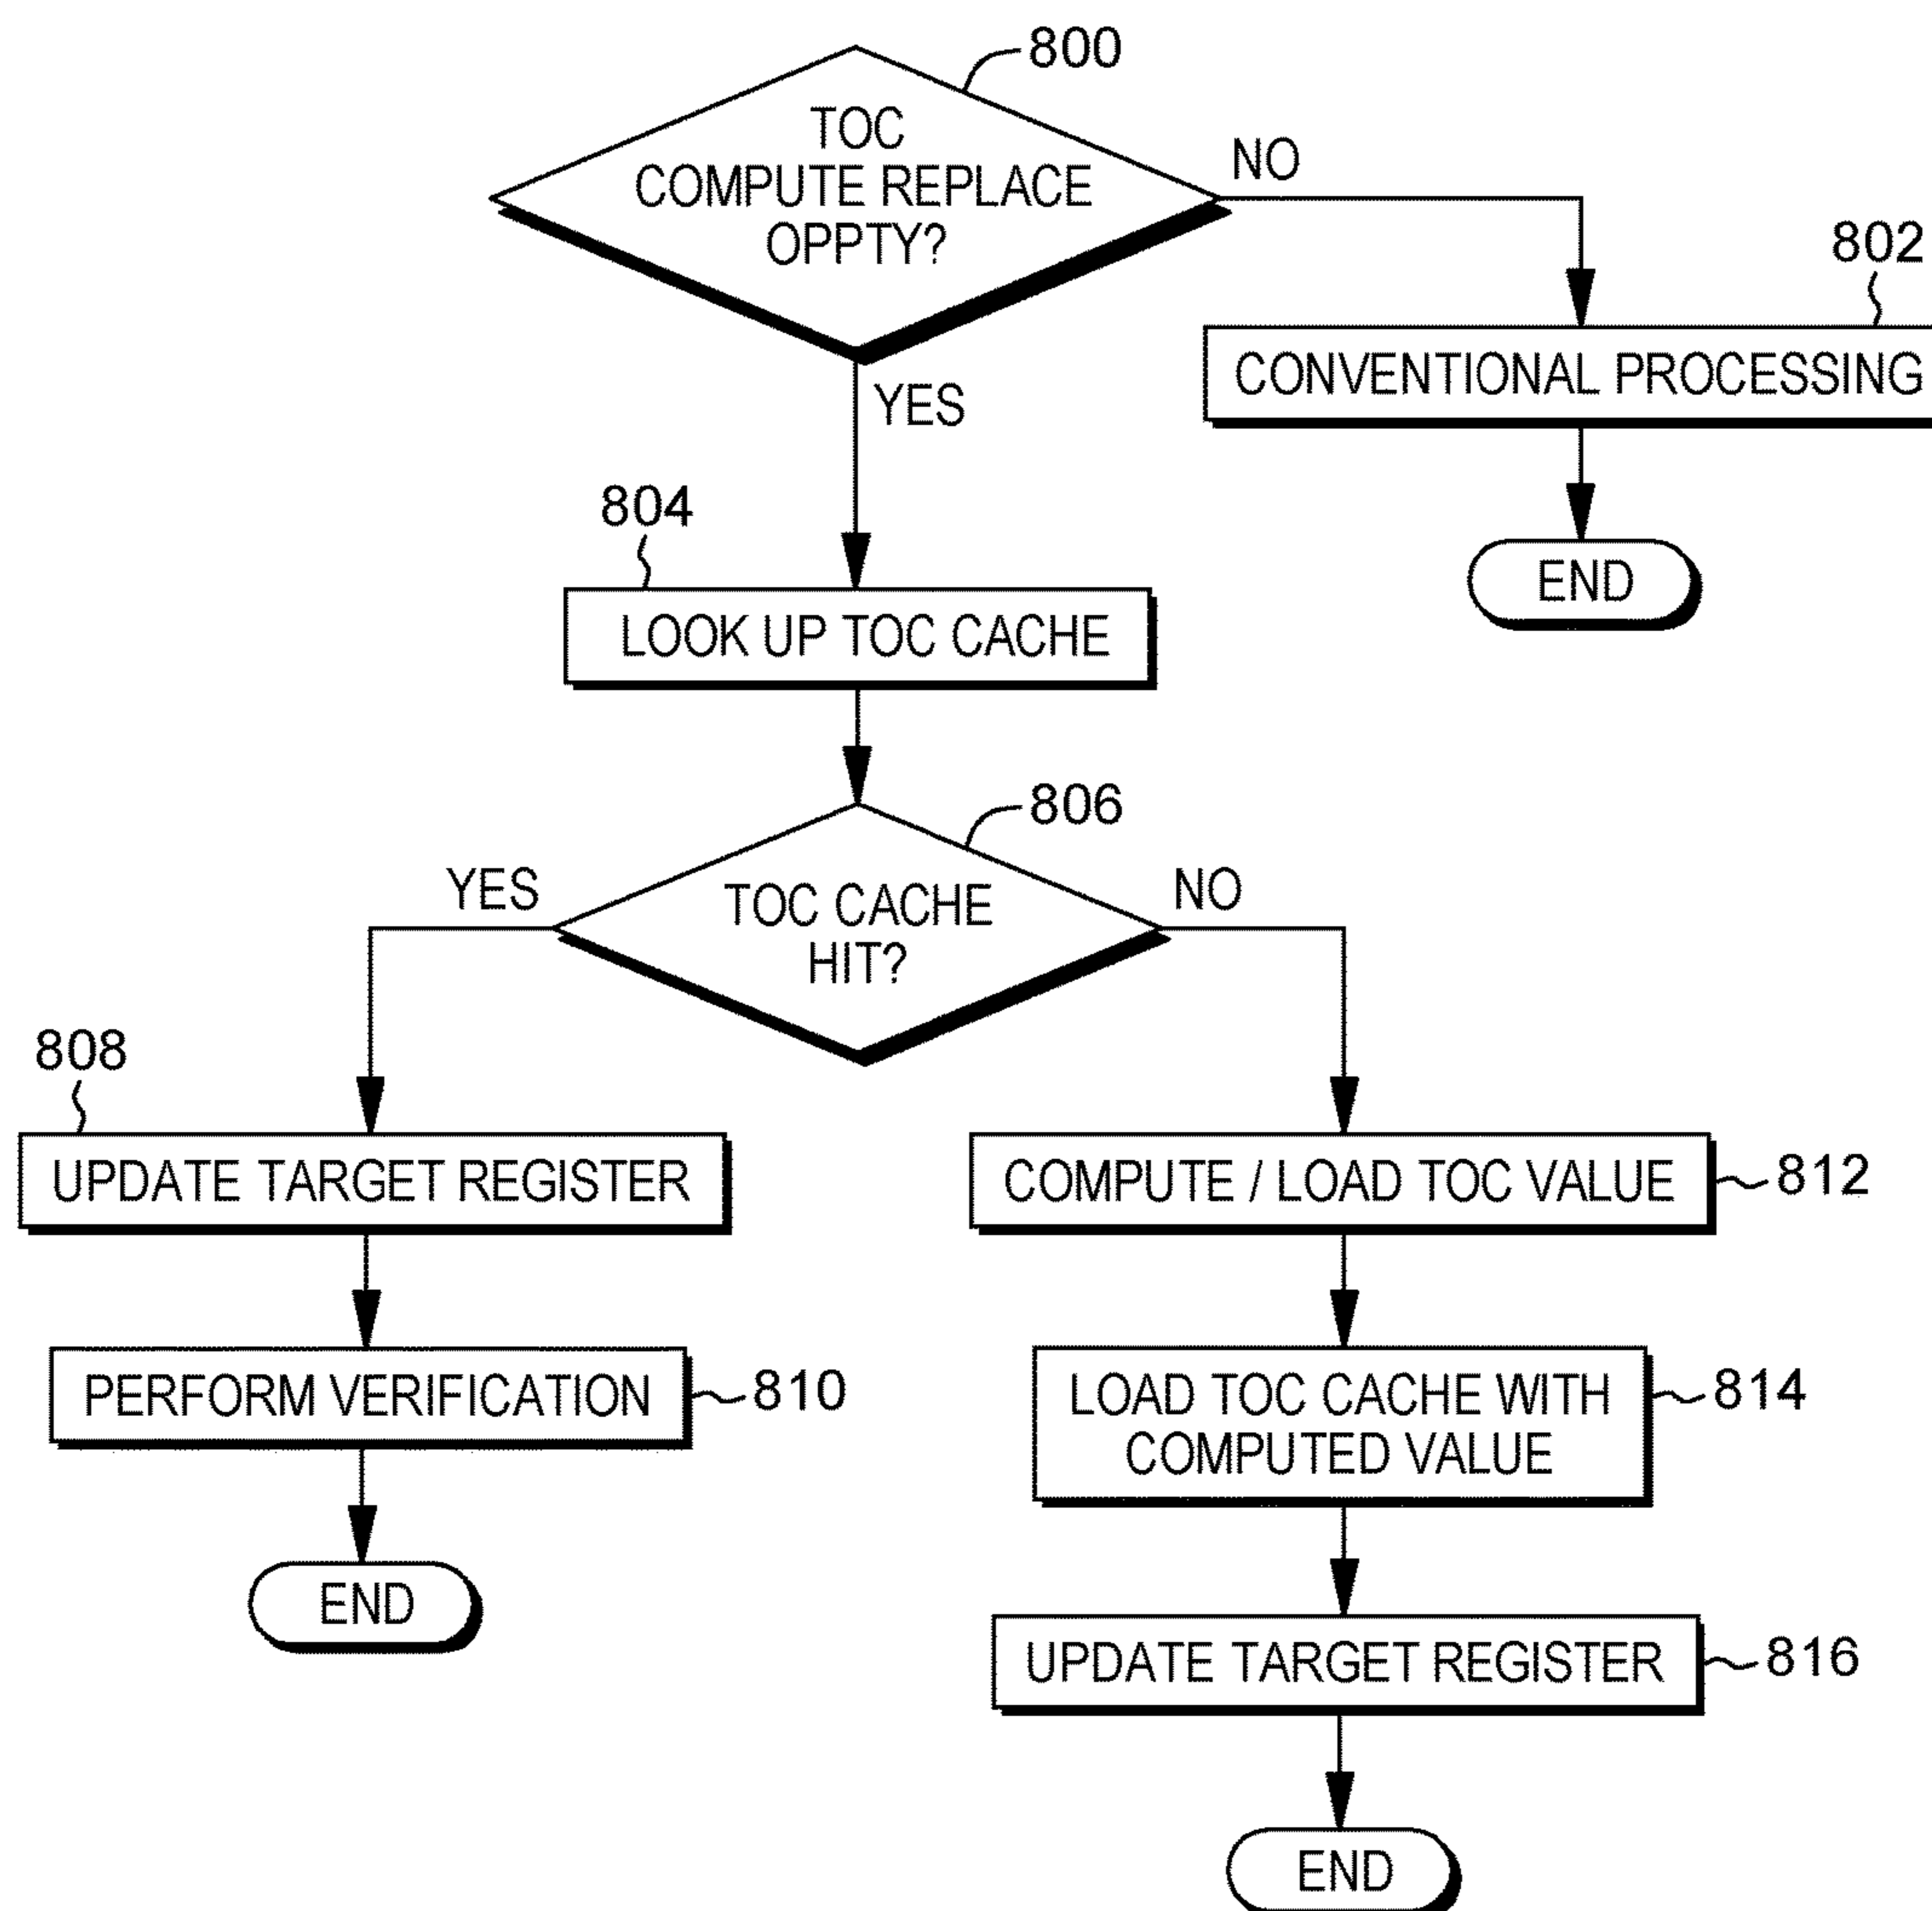 800
TOC
COMPUTE REPLACE
OPPTY?
NO
802
CONVENTIONAL PROCESSING
YES
END
804
LOOK UP TOC CACHE
806
YES
TOC CACHE
HIT?
NO
808
UPDATE TARGET REGISTER
COMPUTE / LOAD TOC VALUE
812
PERFORM VERIFICATION
810
LOAD TOC CACHE WITH
COMPUTED VALUE
814
END
UPDATE TARGET REGISTER
816
END